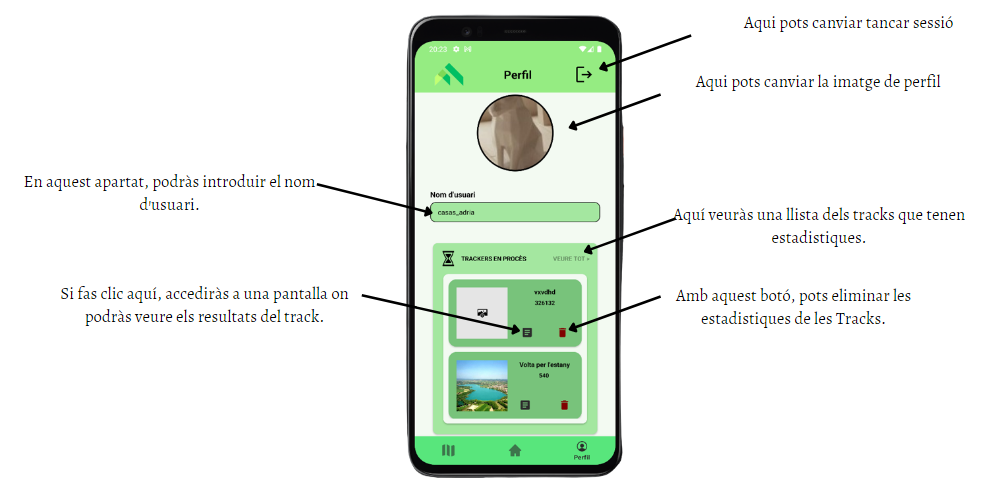 Aqui pots canviar tancar sessió
Aqui pots canviar la imatge de perfil
En aquest apartat, podràs introduir el nom
d'usuari.
Aquí veuràs una llista dels tracks que tenen
estadistiques.
Si fas clic aquí, accediràs a una pantalla on
podràs veure els resultats del track.
Amb aquest botó, pots eliminar les
estadistiques de les Tracks.
20:23
Perfil
Nom d'usuari
casas_adria
TRACKERS EN PROCÈS
VEURE TOT »
vxvdhd
326132
Volta per l'estany
540
Perfil